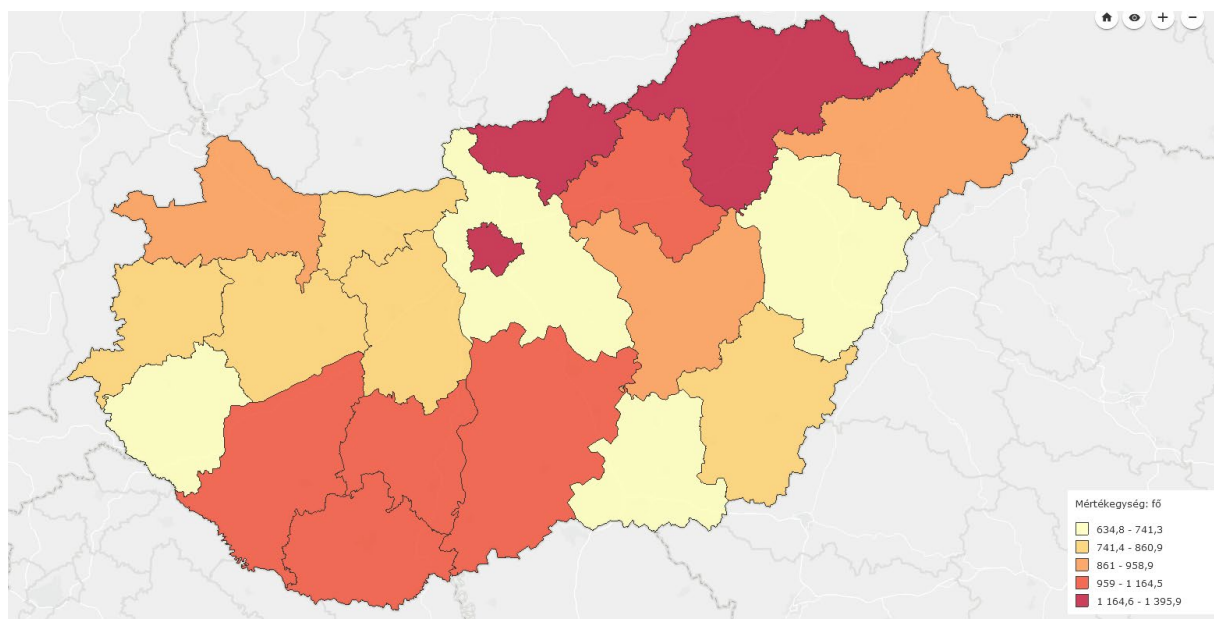 Mértékegység: fő
634,8 - 741,3
741,4 - 860,9
861 - 958,9
959 - 1 164,5
1 164,6 - 1 395,9